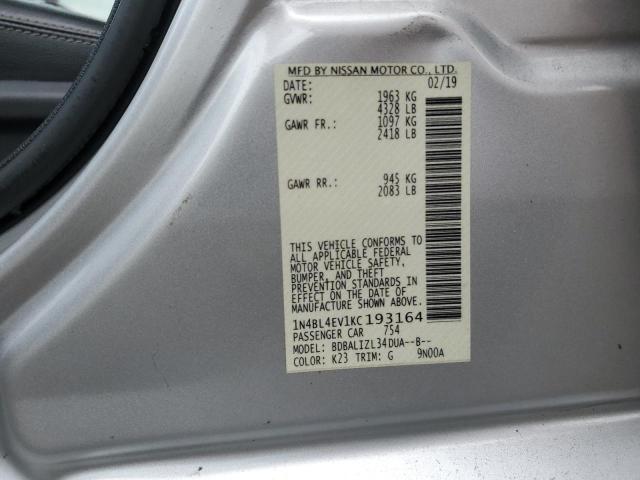 MFD BY NISSAN MOTOR CO., LTD.
DATE: 02/19
GVWR: 1963 KG
4328 LB
GAWR FR.: 1097 KG
2418 LB
GAWR RR.: 945 KG
2083 LB
THIS VEHICLE CONFORMS TO
ALL APPLICABLE FEDERAL
MOTOR VEHICLE SAFETY,
BUMPER, AND THEFT
PREVENTION STANDARDS IN
EFFECT ON THE DATE OF
MANUFACTURE SHOWN ABOVE.
1N4BL4EV1KC193164
PASSENGER CAR 754
MODEL: BDBALIZL34DUA--B--
COLOR: K23 TRIM: G 9N00A